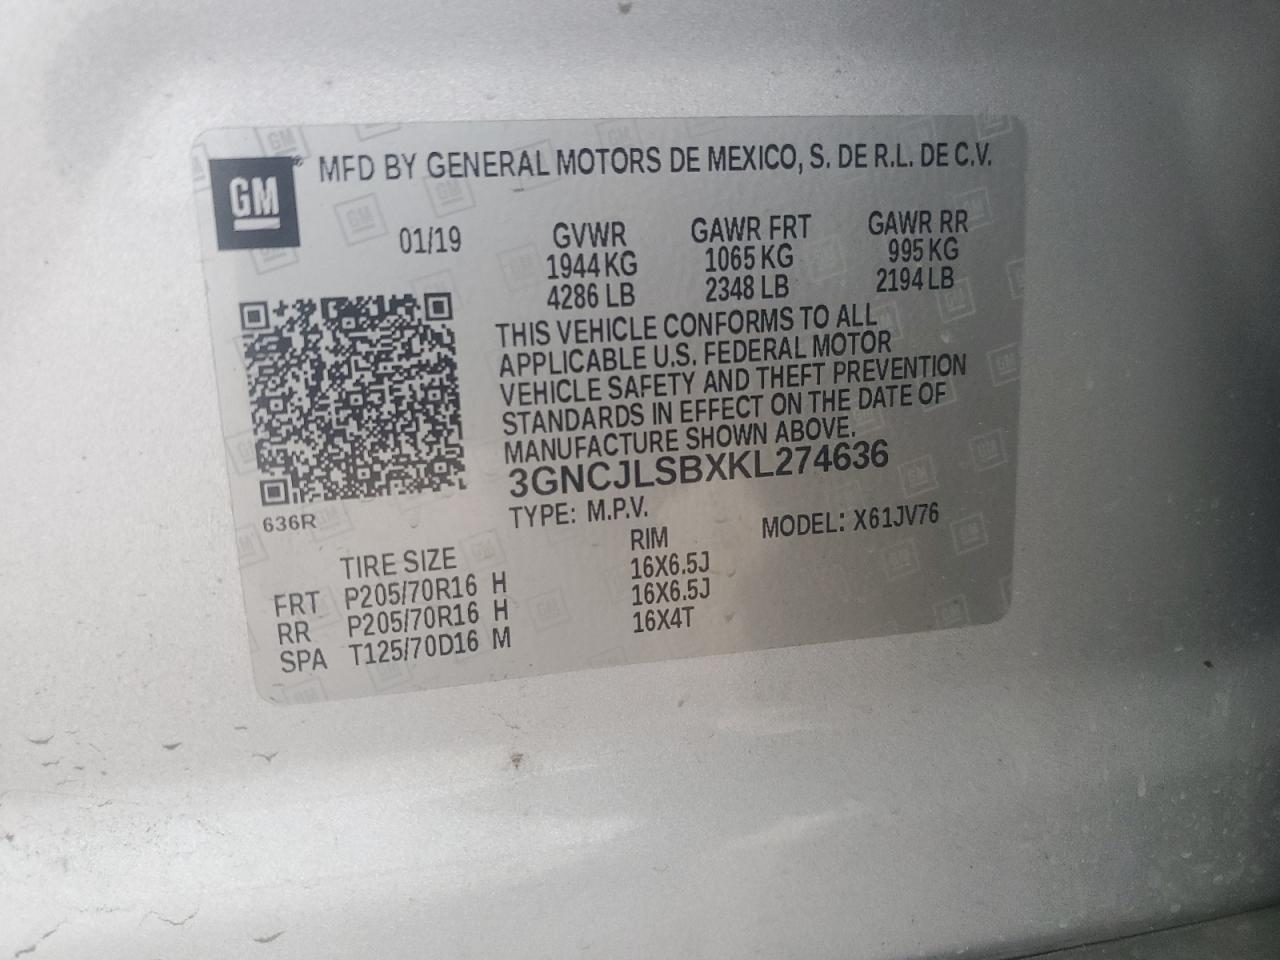 GM
MFD BY GENERAL MOTORS DE MEXICO, S. DE R.L. DE C.V.
01/19 GVWR GAWR FRT GAWR RR
1944 KG 1065 KG 995 KG
4286 LB 2348 LB 2194 LB
THIS VEHICLE CONFORMS TO ALL
APPLICABLE U.S. FEDERAL MOTOR
VEHICLE SAFETY AND THEFT PREVENTION
STANDARDS IN EFFECT ON THE DATE OF
MANUFACTURE SHOWN ABOVE.
3GNCJLSBXKL274636
636R
TYPE: M.P.V. MODEL: X61JV76
TIRE SIZE RIM
FRT P205/70R16 H 16X6.5J
RR P205/70R16 H 16X6.5J
SPA T125/70D16 M 16X4T